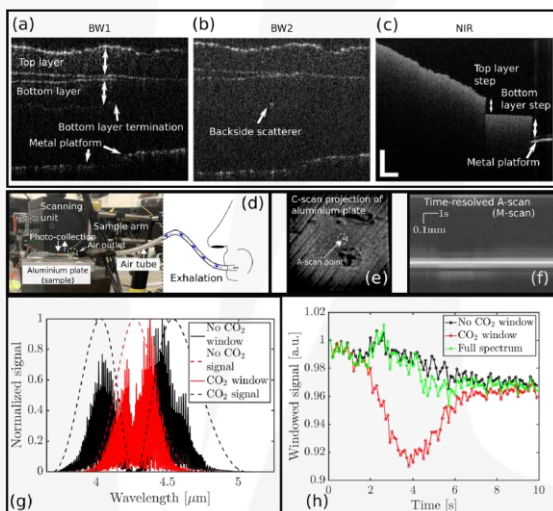 (a)
BW1
Top layer
Bottom layer
Bottom layer termination
Metal platform
(b)
BW2
Backside scatterer
(c)
NIR
Top layer
step
Bottom
layer step
Metal
platform
Scanning
unit
Sample arm
Photo-collection
Air outlet
Aluminium plate
(sample)
Air tube
(d)
Exhalation
C-scan projection of
aluminium plate
A-scan point
(e)
Time-resolved A-scan
(M-scan)
1s
0.1mm
(f)
Normalized signal
1
0.8
0.6
0.4
0.2
0
No CO2
window
No CO2
signal
CO2 window
CO2 signal
4
4.5
5
Wavelength [μm]
(g)
Windowed signal [a.u.]
1.02
1
0.98
0.96
0.94
0.92
0.9
No CO2 window
CO2 window
Full spectrum
0
2
4
6
8
10
Time [s]
(h)